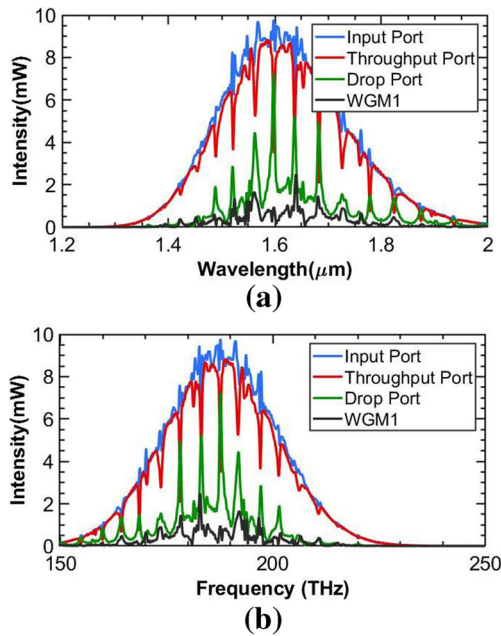 10
8
6
4
2
0
Intensity(mW)
Input Port
Throughput Port
Drop Port
WGM1
1.2 1.4 1.6 1.8 2
Wavelength(μm)
(a)
10
8
6
4
2
0
Intensity(mW)
Input Port
Throughput Port
Drop Port
WGM1
150 200 250
Frequency (THz)
(b)